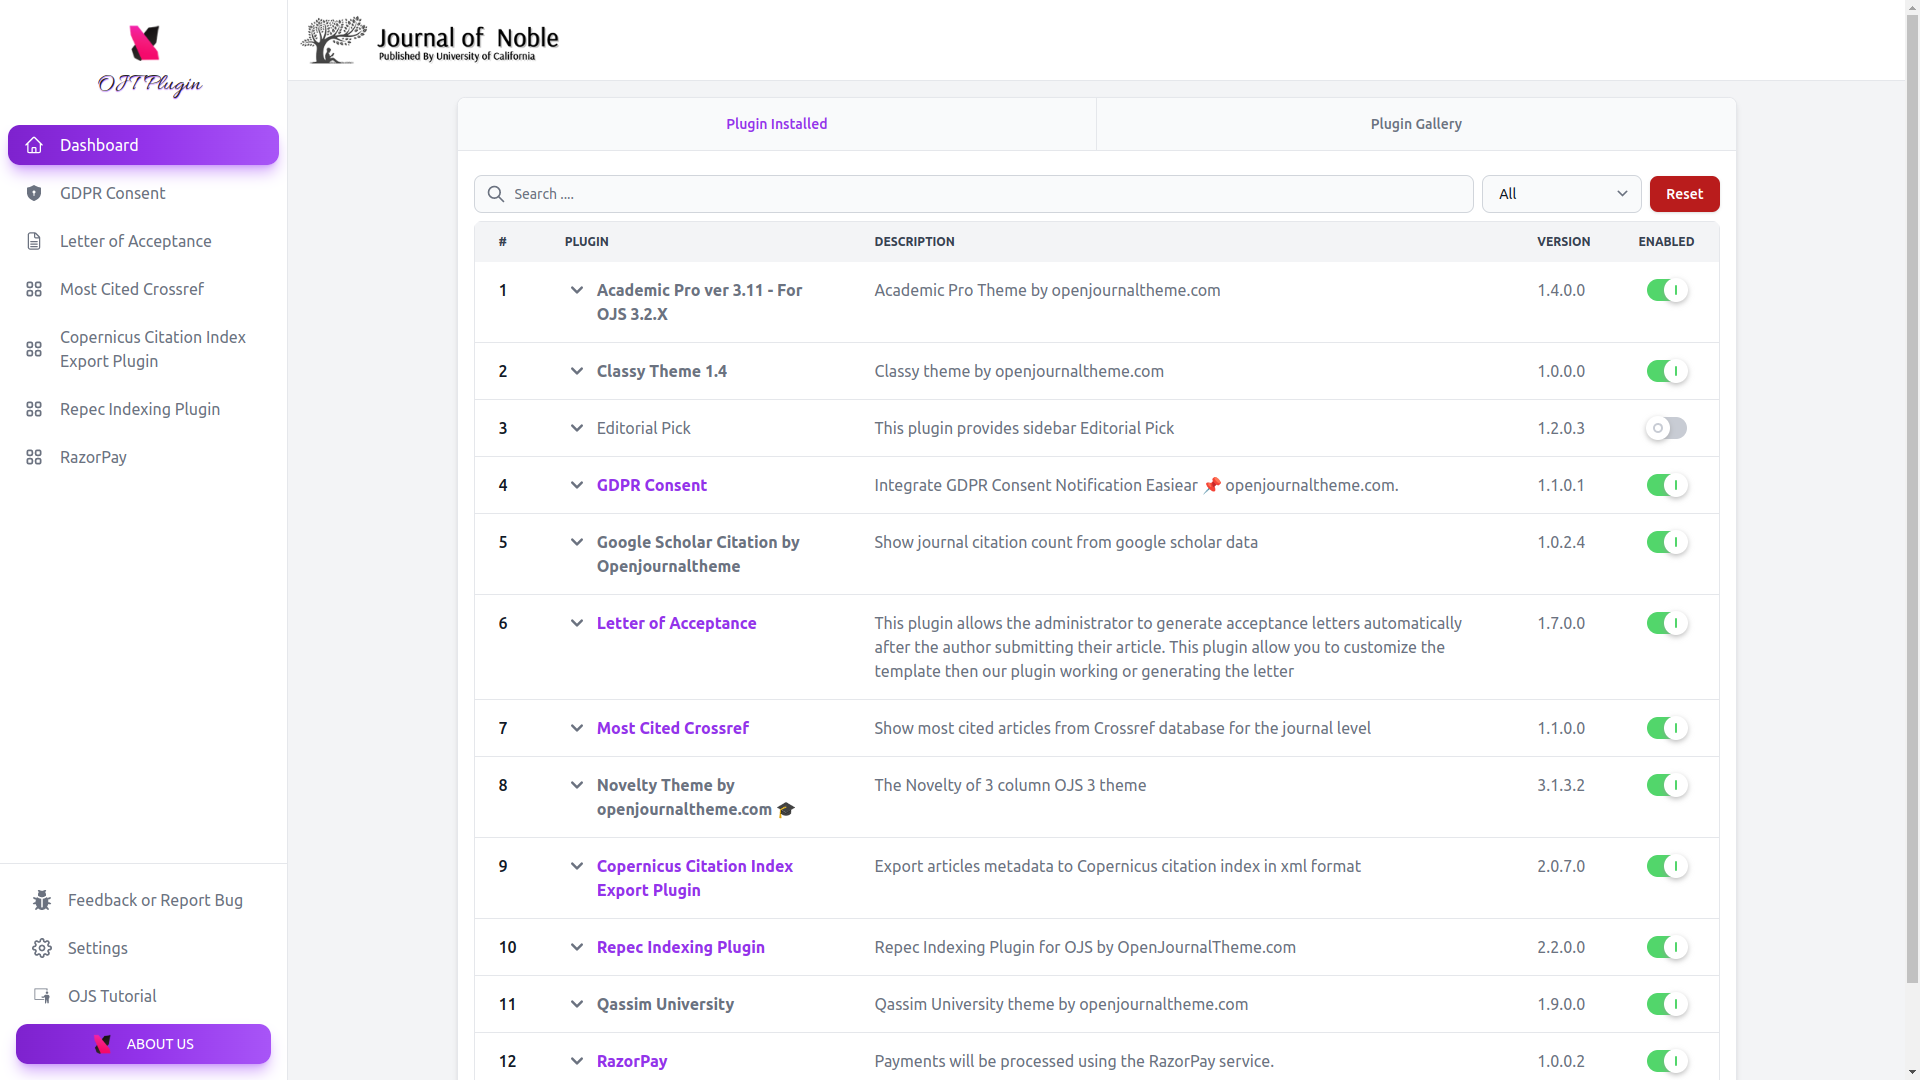 OJTPlugin
Dashboard
GDPR Consent
Letter of Acceptance
Most Cited Crossref
Copernicus Citation Index
Export Plugin
Repec Indexing Plugin
RazorPay
Feedback or Report Bug
Settings
OJS Tutorial
ABOUT US
Journal of Noble
Published By University of California
Plugin Installed
Plugin Gallery
Search ....
All
Reset
# PLUGIN DESCRIPTION VERSION ENABLED
1 Academic Pro ver 3.11 - For Academic Pro Theme by openjournaltheme.com 1.4.0.0
OJS 3.2.X
2 Classy Theme 1.4 Classy theme by openjournaltheme.com 1.0.0.0
3 Editorial Pick This plugin provides sidebar Editorial Pick 1.2.0.3
4 GDPR Consent Integrate GDPR Consent Notification Easiear 📌 openjournaltheme.com. 1.1.0.1
5 Google Scholar Citation by Show journal citation count from google scholar data 1.0.2.4
Openjournaltheme
6 Letter of Acceptance This plugin allows the administrator to generate acceptance letters automatically 1.7.0.0
after the author submitting their article. This plugin allow you to customize the
template then our plugin working or generating the letter
7 Most Cited Crossref Show most cited articles from Crossref database for the journal level 1.1.0.0
8 Novelty Theme by The Novelty of 3 column OJS 3 theme 3.1.3.2
openjournaltheme.com 🎓
9 Copernicus Citation Index Export articles metadata to Copernicus citation index in xml format 2.0.7.0
Export Plugin
10 Repec Indexing Plugin Repec Indexing Plugin for OJS by OpenJournalTheme.com 2.2.0.0
11 Qassim University Qassim University theme by openjournaltheme.com 1.9.0.0
12 RazorPay Payments will be processed using the RazorPay service. 1.0.0.2